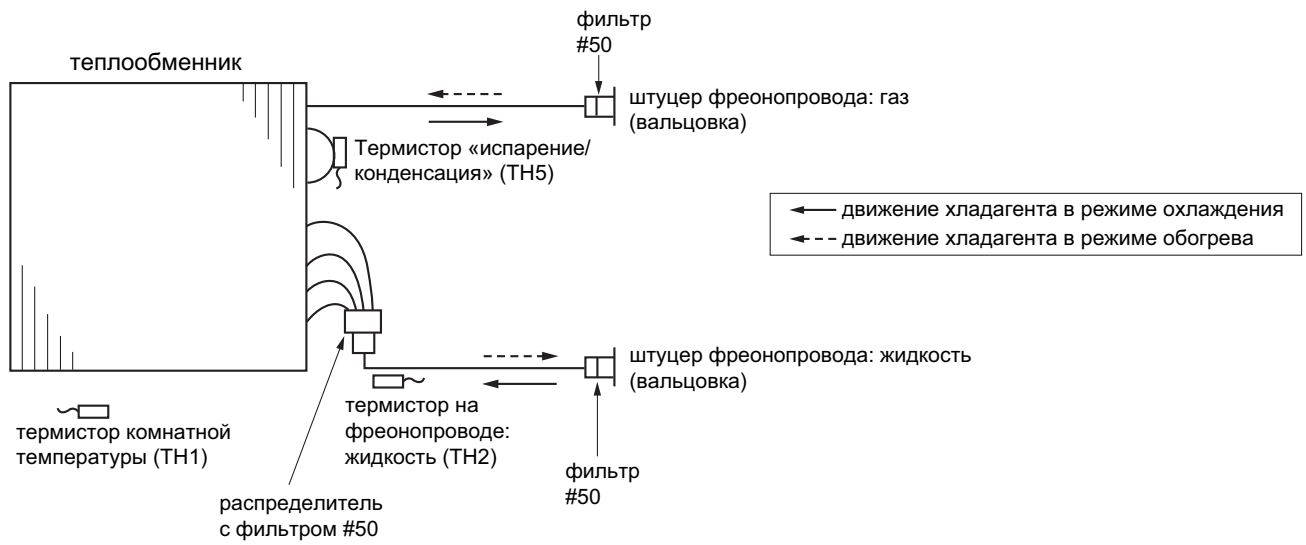 фильтр
#50
теплообменник
штуцер фреонопровода: газ
(вальцовка)
Термистор «испарение/
конденсация» (TH5)
движение хладагента в режиме охлаждения
движение хладагента в режиме обогрева
штуцер фреонопровода: жидкость
(вальцовка)
термистор на
фреонопроводе:
жидкость (TH2)
термистор комнатной
температуры (TH1)
фильтр
#50
распределитель
с фильтром #50